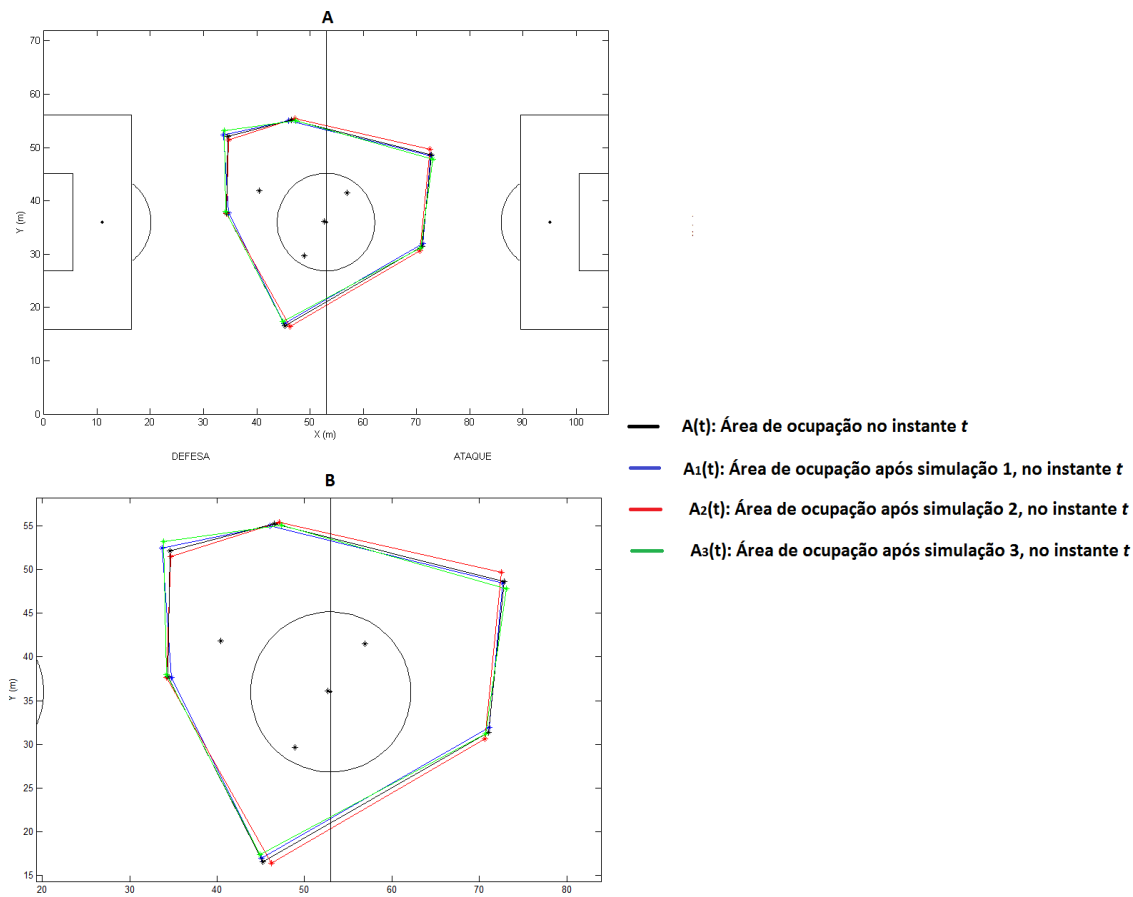 A
70
60
50
40
30
20
10
0
Y (m)
0 10 20 30 40 50 60 70 80 90 100
X (m)
DEFESA ATAQUE
B
55
50
45
40
35
30
25
20
15
Y (m)
20 30 40 50 60 70 80
A(t): Área de ocupação no instante t
A1(t): Área de ocupação após simulação 1, no instante t
A2(t): Área de ocupação após simulação 2, no instante t
A3(t): Área de ocupação após simulação 3, no instante t